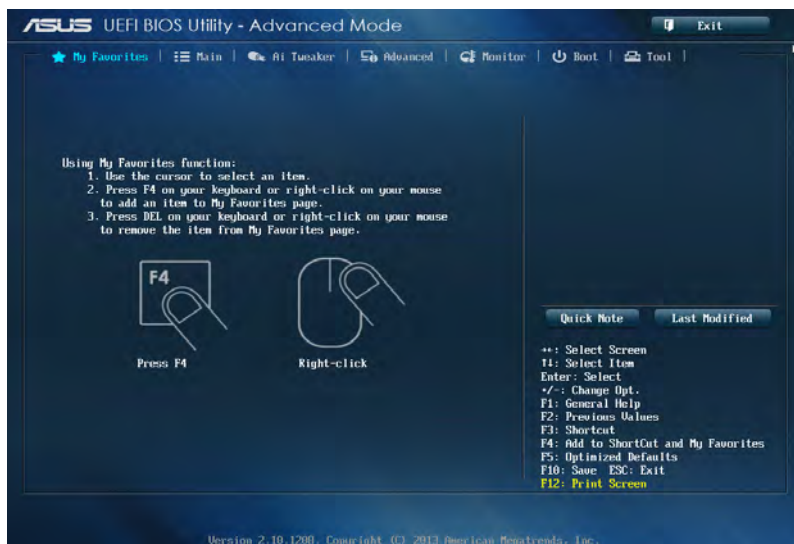 ASUS UEFI BIOS Utility - Advanced Mode
Exit
My Favorites | Main | Ai Tweaker | Advanced | Monitor | Boot | Tool |
Using My Favorites function:
1. Use the cursor to select an item.
2. Press F4 on your keyboard or right-click on your mouse
to add an item to My Favorites page.
3. Press DEL on your keyboard or right-click on your mouse
to remove the item from My Favorites page.
F4
Press F4
Right-click
Quick Note
Last Modified
→←: Select Screen
↑↓: Select Item
Enter: Select
+/-: Change Opt.
F1: General Help
F2: Previous Values
F3: Shortcut
F4: Add to ShortCut and My Favorites
F5: Optimized Defaults
F10: Save ESC: Exit
F12: Print Screen
Version 2.10.1208. Copyright (C) 2013 American Megatrends, Inc.